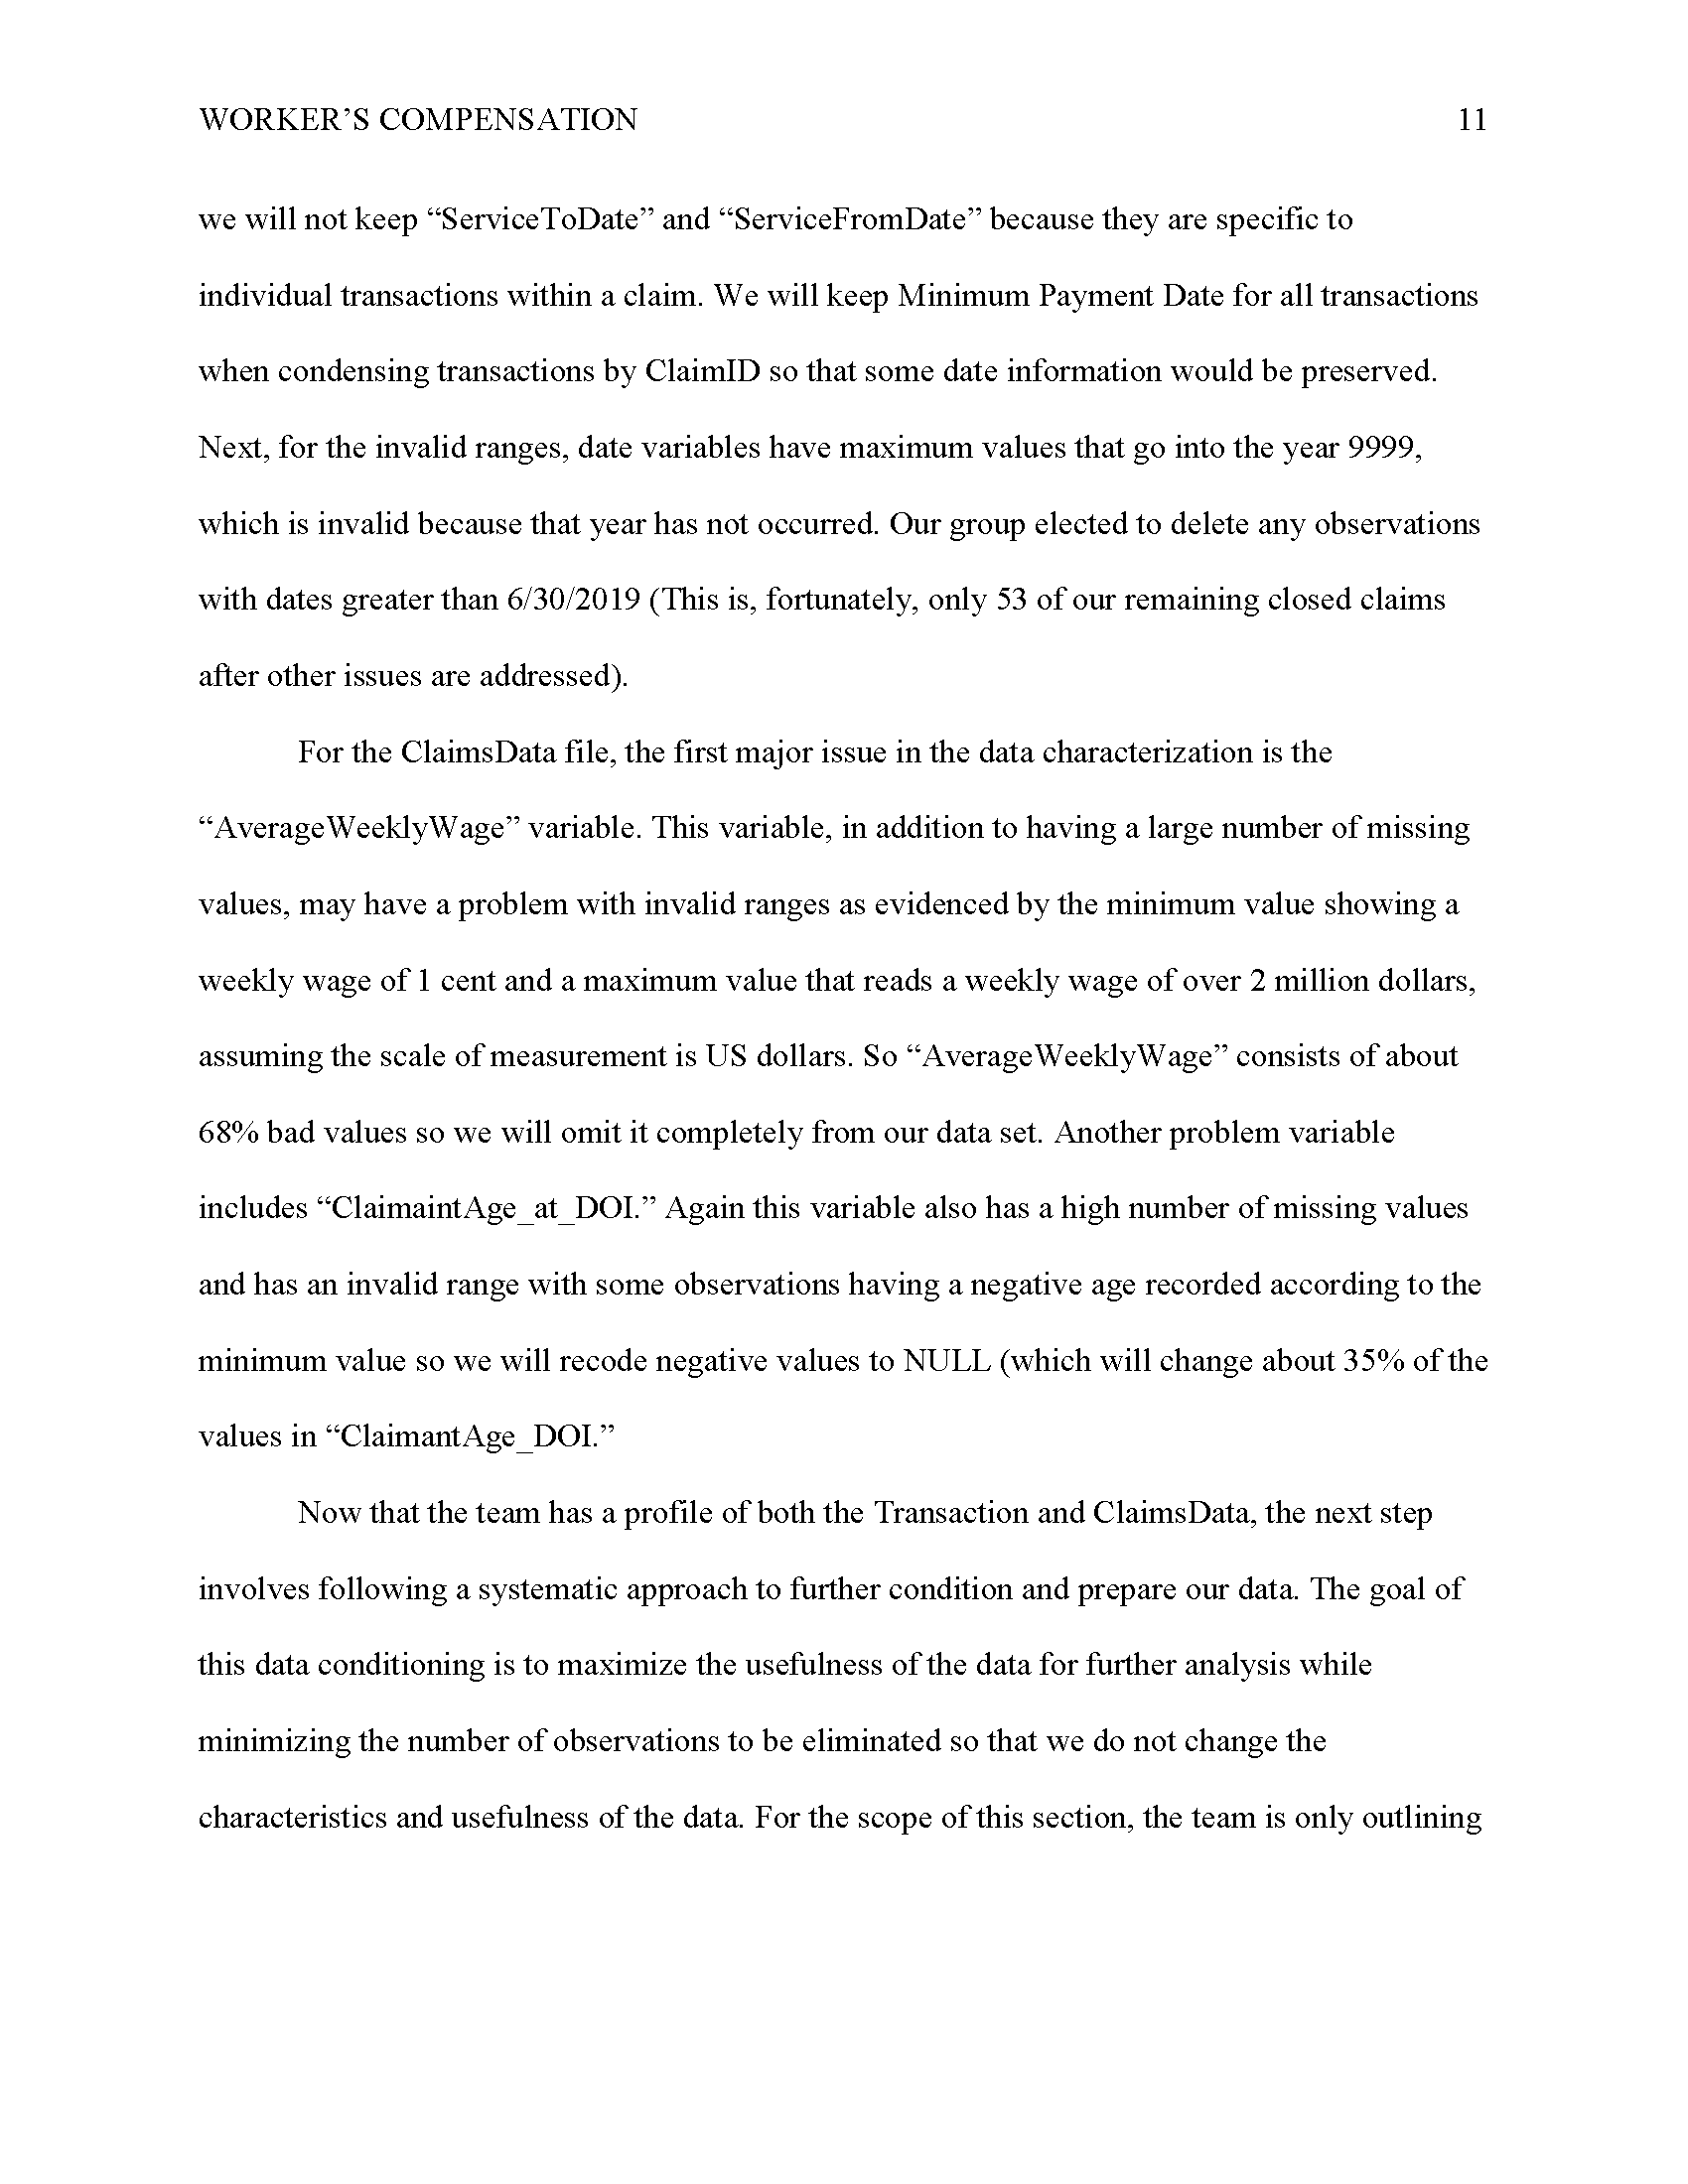 WORKER’S COMPENSATION 11
we will not keep “ServiceToDate” and “ServiceFromDate” because they are specific to
individual transactions within a claim. We will keep Minimum Payment Date for all transactions
when condensing transactions by ClaimID so that some date information would be preserved.
Next, for the invalid ranges, date variables have maximum values that go into the year 9999,
which is invalid because that year has not occurred. Our group elected to delete any observations
with dates greater than 6/30/2019 (This is, fortunately, only 53 of our remaining closed claims
after other issues are addressed).
For the ClaimsData file, the first major issue in the data characterization is the
“AverageWeeklyWage” variable. This variable, in addition to having a large number of missing
values, may have a problem with invalid ranges as evidenced by the minimum value showing a
weekly wage of 1 cent and a maximum value that reads a weekly wage of over 2 million dollars,
assuming the scale of measurement is US dollars. So “AverageWeeklyWage” consists of about
68% bad values so we will omit it completely from our data set. Another problem variable
includes “ClaimaintAge_at_DOI.” Again this variable also has a high number of missing values
and has an invalid range with some observations having a negative age recorded according to the
minimum value so we will recode negative values to NULL (which will change about 35% of the
values in “ClaimantAge_DOI.”
Now that the team has a profile of both the Transaction and ClaimsData, the next step
involves following a systematic approach to further condition and prepare our data. The goal of
this data conditioning is to maximize the usefulness of the data for further analysis while
minimizing the number of observations to be eliminated so that we do not change the
characteristics and usefulness of the data. For the scope of this section, the team is only outlining